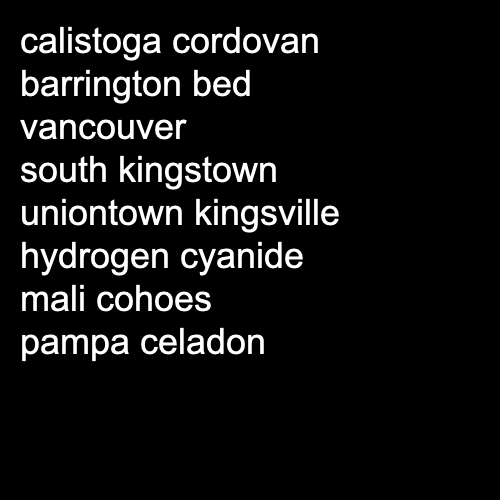 calistoga cordovan
barrington bed
vancouver
south kingstown
uniontown kingsville
hydrogen cyanide
mali cohoes
pampa celadon